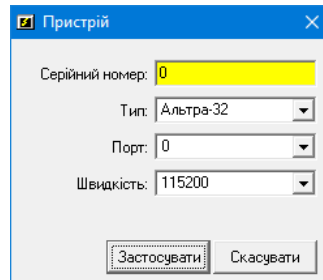 Пристрій
Серійний номер: 0
Тип: Альтра-32
Порт: 0
Швидкість: 115200
Застосувати Скасувати